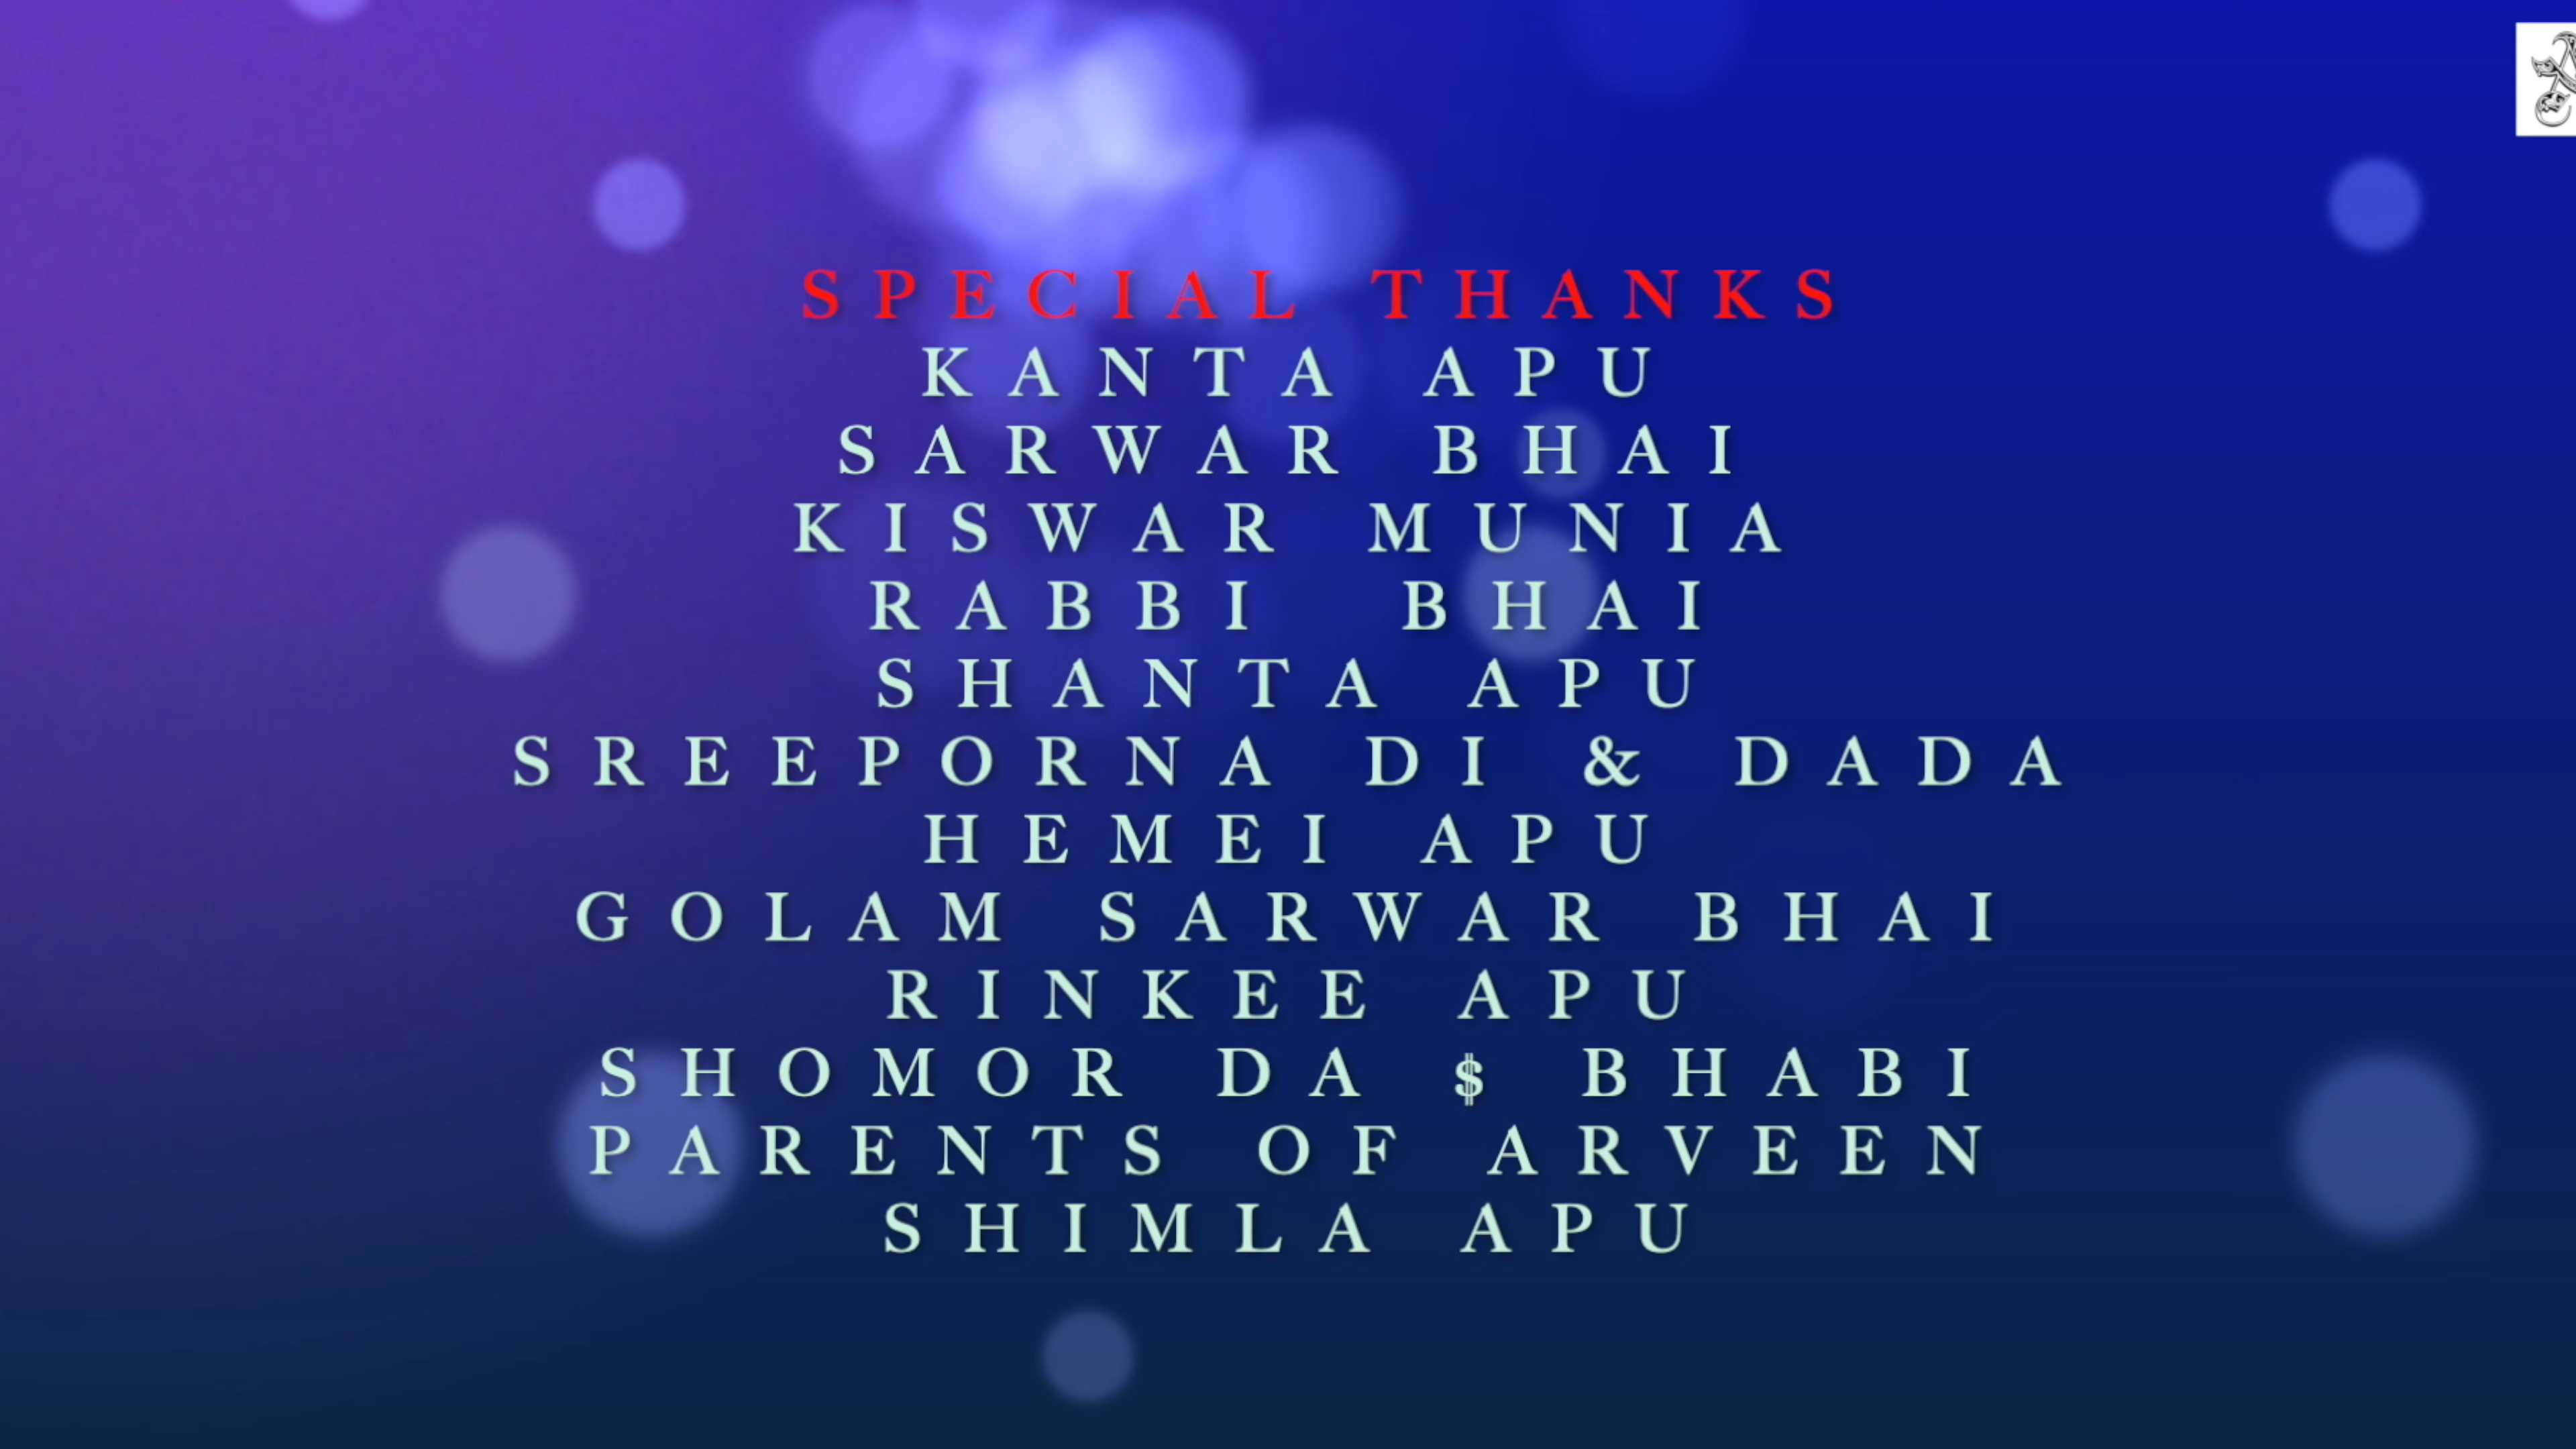 SPECIAL THANKS
KANTA APU
SARWAR BHAI
KISWAR MUNIA
RABBI BHAI
SHANTA APU
SREEPORNA DI & DADA
HEMEI APU
GOLAM SARWAR BHAI
RINKEE APU
SHOMOR DA $ BHABI
PARENTS OF ARVEEN
SHIMLA APU